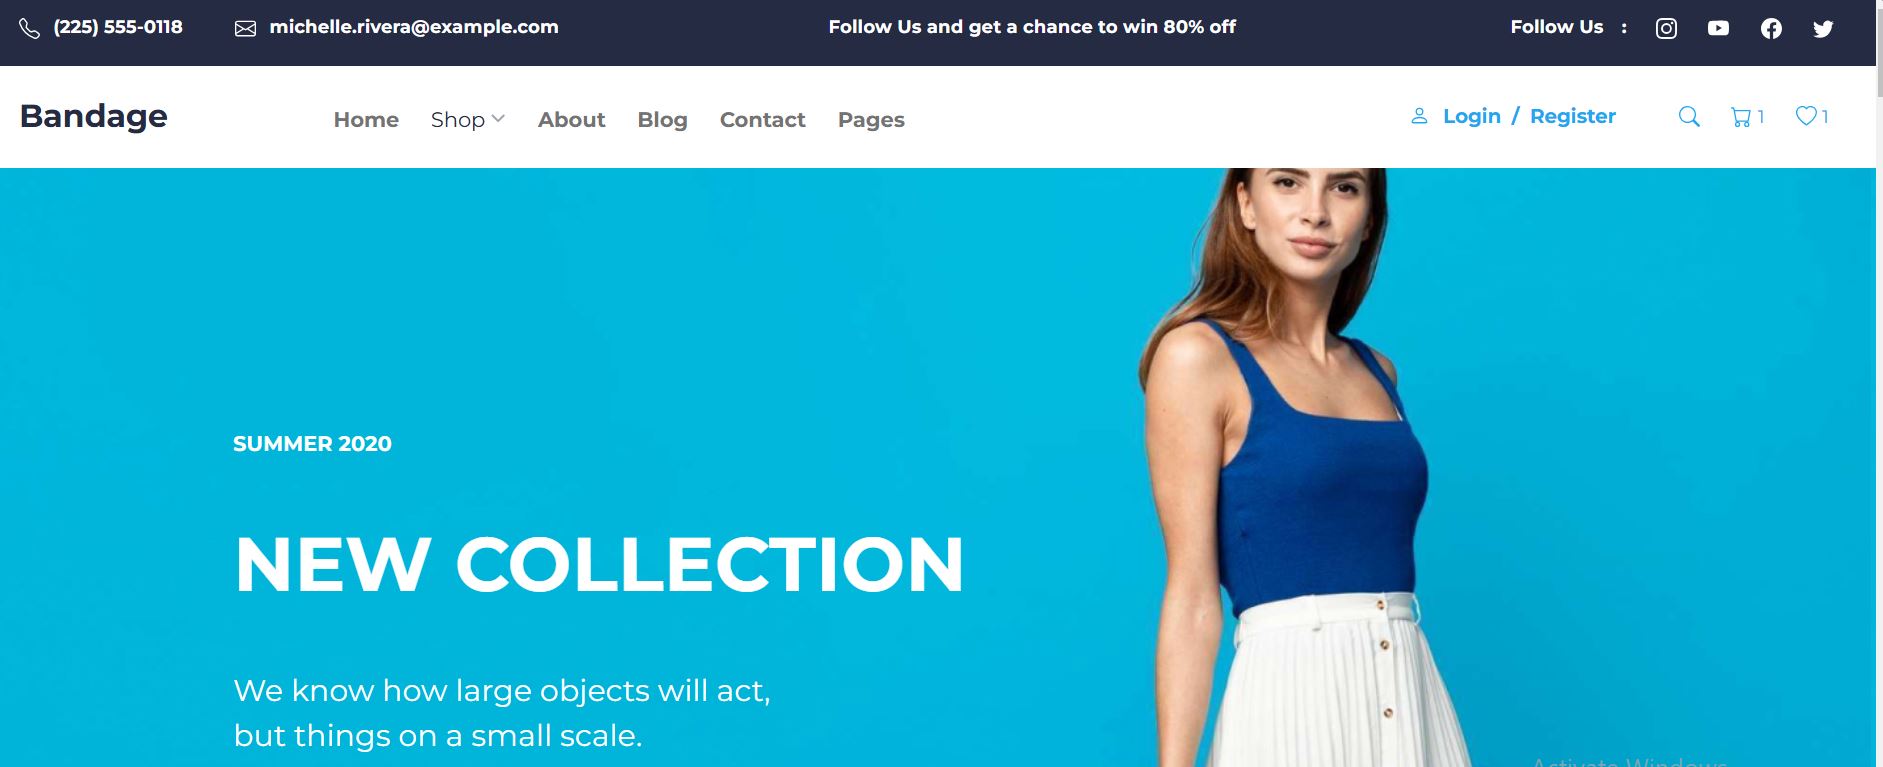 (225) 555-0118 michelle.rivera@example.com Follow Us and get a chance to win 80% off Follow Us :
Bandage Home Shop About Blog Contact Pages Login / Register 1 1
SUMMER 2020
NEW COLLECTION
We know how large objects will act,
but things on a small scale.
Activate Windows